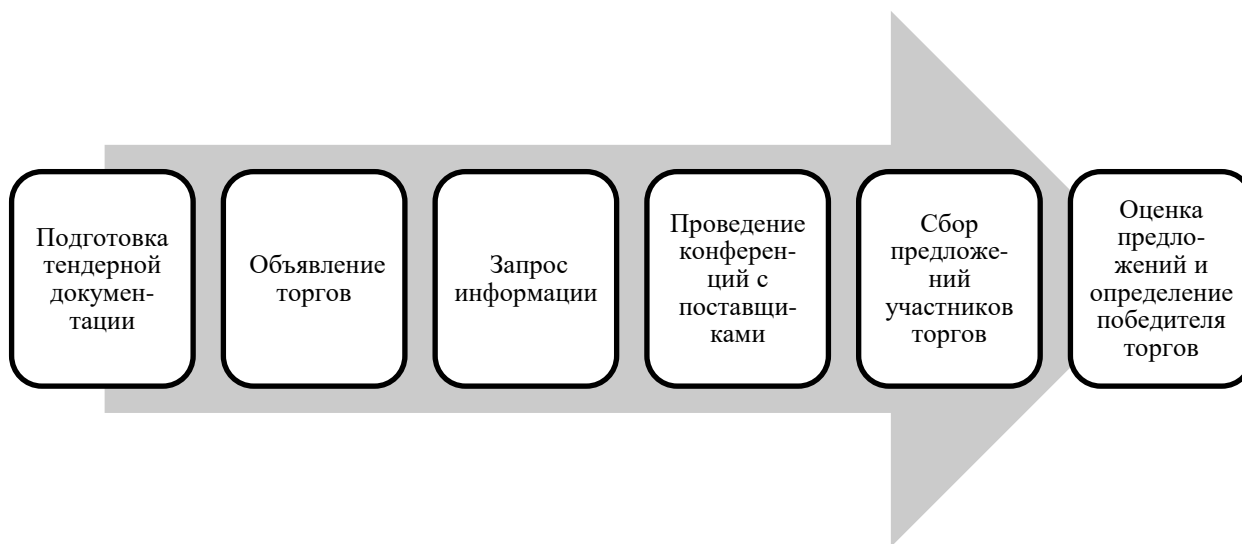 Подготовка
тендерной
докумен-
тации
Объявление
торгов
Запрос
информации
Проведение
конферен-
ций с
поставщи-
ками
Сбор
предложе-
ний
участников
торгов
Оценка
предло-
жений и
определение
победителя
торгов